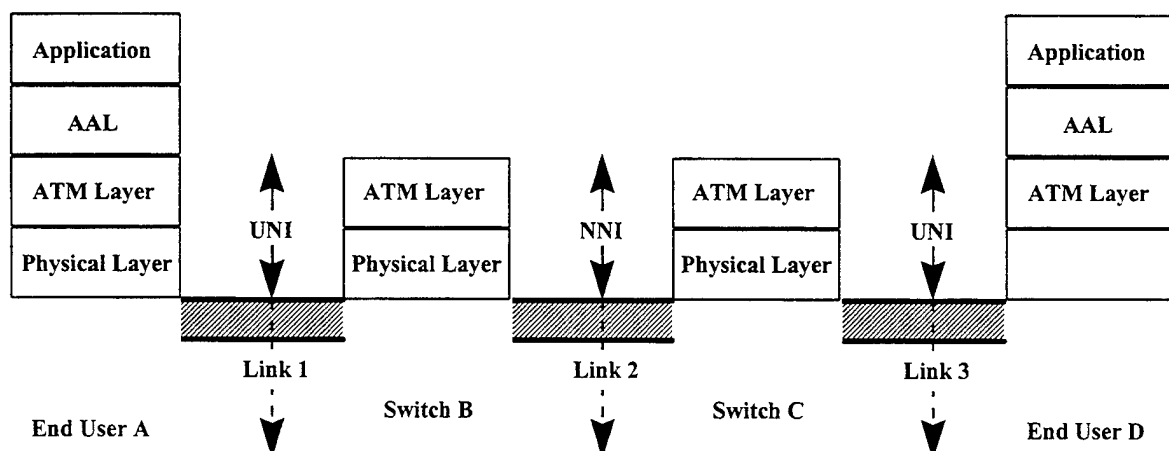 Application
Application
AAL
AAL
ATM Layer
ATM Layer
ATM Layer
ATM Layer
UNI
NNI
UNI
Physical Layer
Physical Layer
Physical Layer
Link 1
Link 2
Link 3
End User A
Switch B
Switch C
End User D